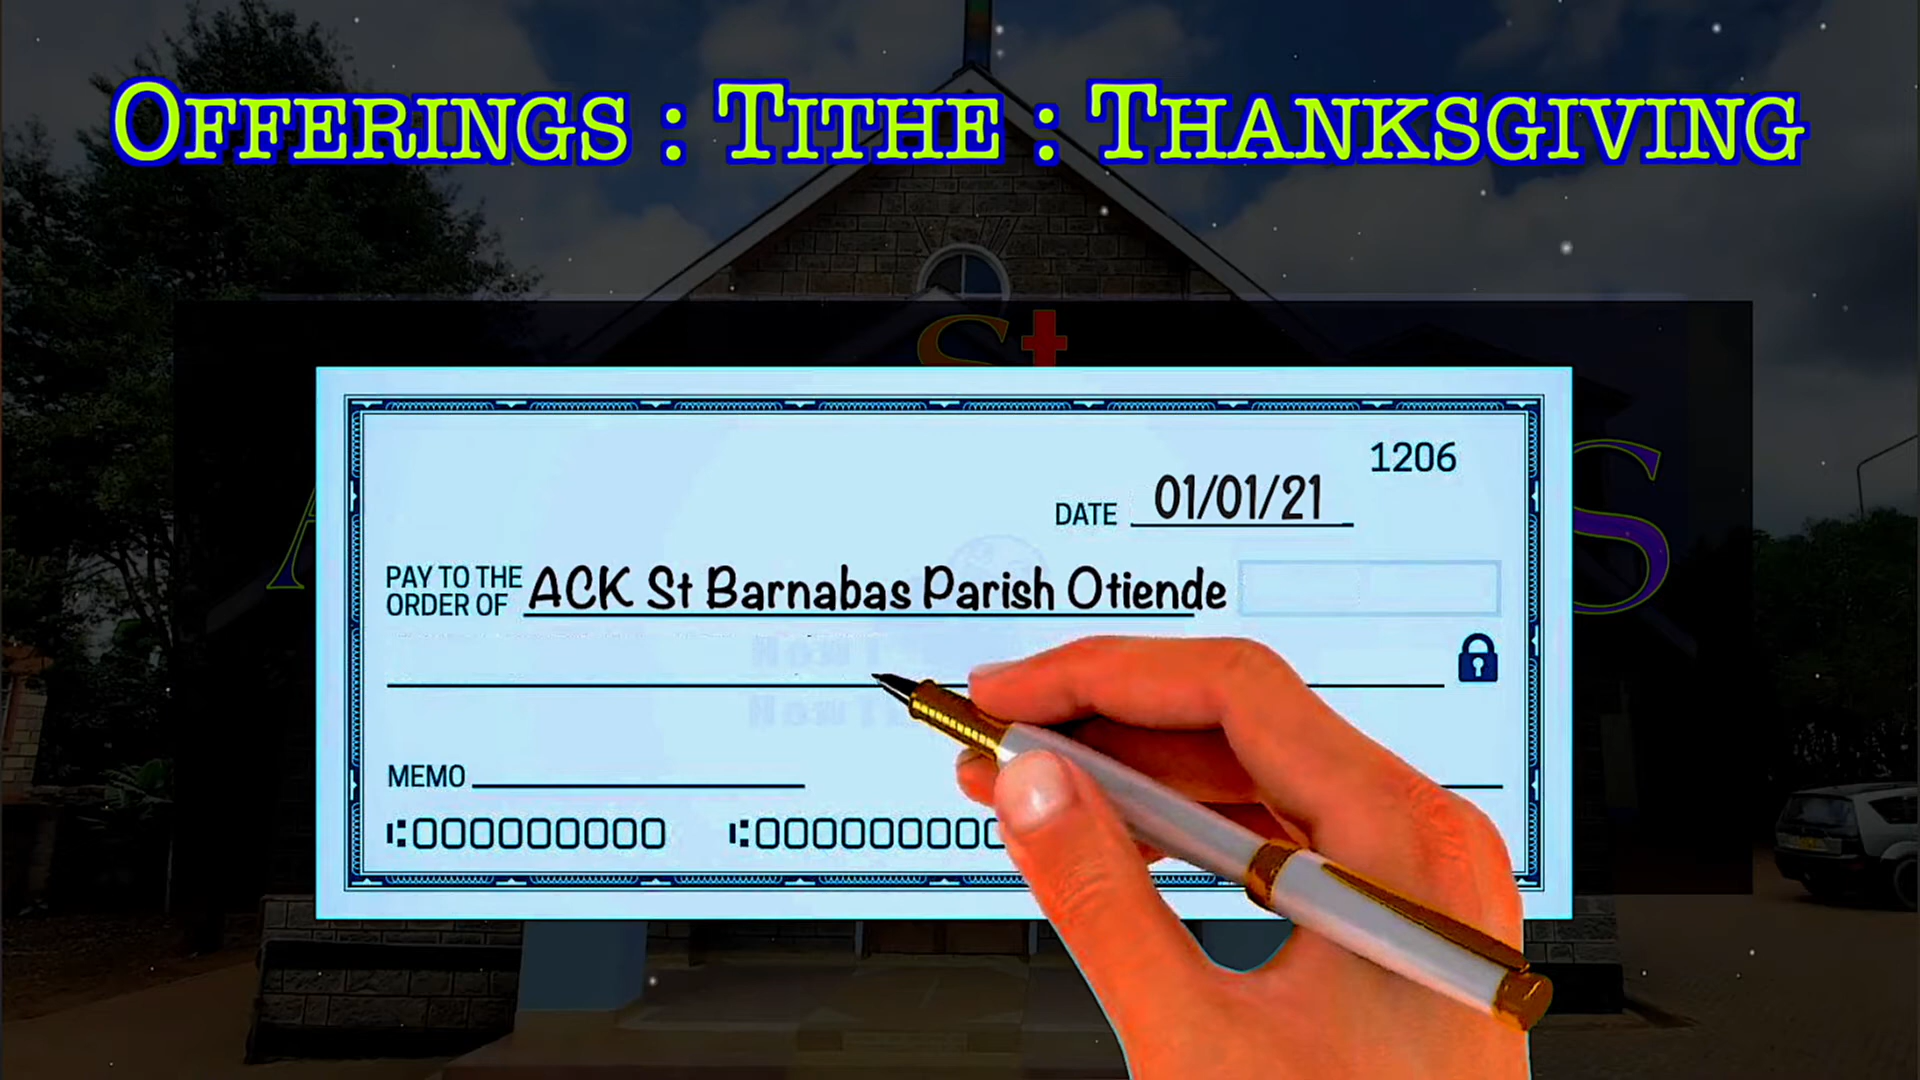 OFFERINGS : TITHE : THANKSGIVING
St
1206
DATE 01/01/21
PAY TO THE ORDER OF ACK St Barnabas Parish Otiende
MEMO
⑆000000000 ⑆000000000